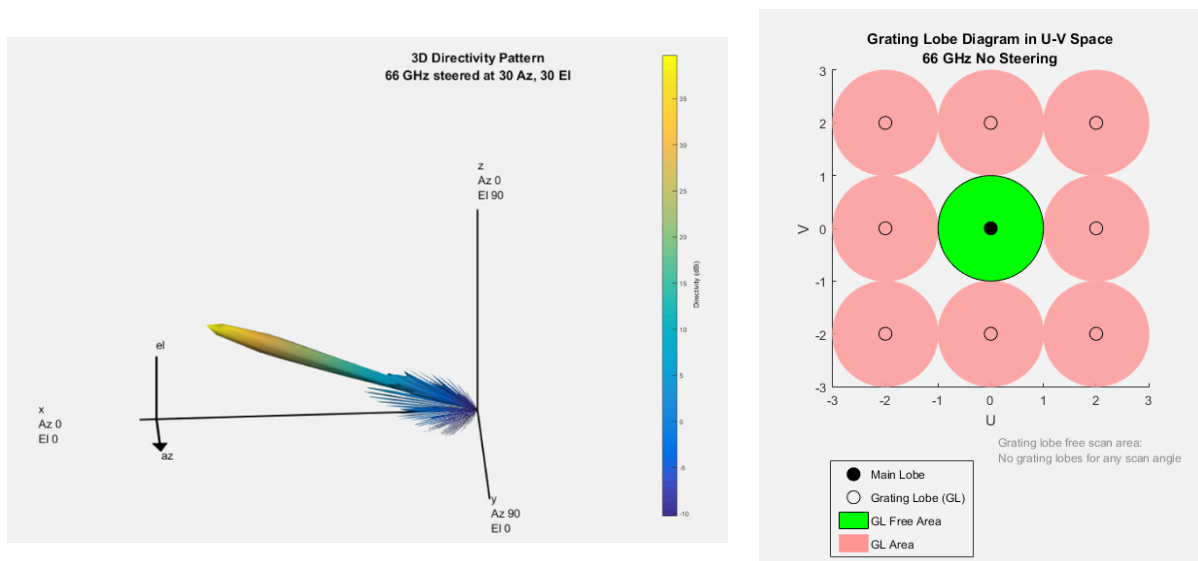 3D Directivity Pattern
66 GHz steered at 30 Az, 30 El
z
Az 0
El 90
el
x
Az 0
El 0
az
y
Az 90
El 0
35
30
25
20
15
10
5
0
-5
-10
Directivity (dBi)
Grating Lobe Diagram in U-V Space
66 GHz No Steering
3
2
1
0
-1
-2
-3
V
-3 -2 -1 0 1 2 3
U
Grating lobe free scan area:
No grating lobes for any scan angle
Main Lobe
Grating Lobe (GL)
GL Free Area
GL Area